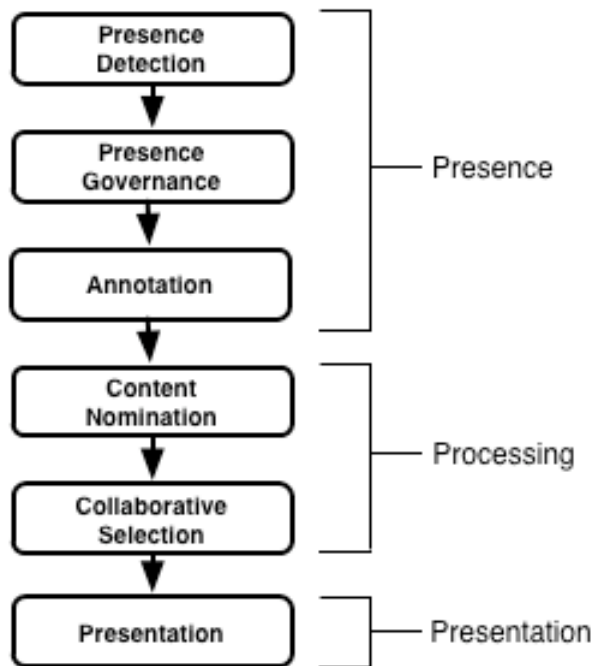 Presence
Detection
Presence
Governance
Presence
Annotation
Content
Nomination
Processing
Collaborative
Selection
Presentation
Presentation